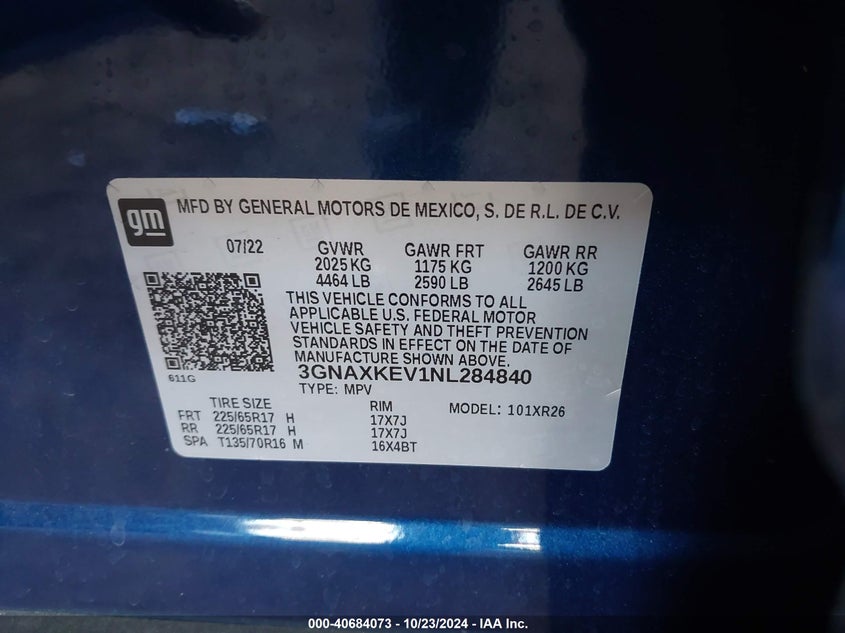 gm
MFD BY GENERAL MOTORS DE MEXICO, S. DE R.L. DE C.V.
07/22 GVWR GAWR FRT GAWR RR
2025 KG 1175 KG 1200 KG
4464 LB 2590 LB 2645 LB
THIS VEHICLE CONFORMS TO ALL
APPLICABLE U.S. FEDERAL MOTOR
VEHICLE SAFETY AND THEFT PREVENTION
STANDARDS IN EFFECT ON THE DATE OF
MANUFACTURE SHOWN ABOVE.
611G
3GNAXKEV1NL284840
TYPE: MPV
TIRE SIZE RIM MODEL: 101XR26
FRT 225/65R17 H 17X7J
RR 225/65R17 H 17X7J
SPA T135/70R16 M 16X4BT
000-40684073 - 10/23/2024 - IAA Inc.